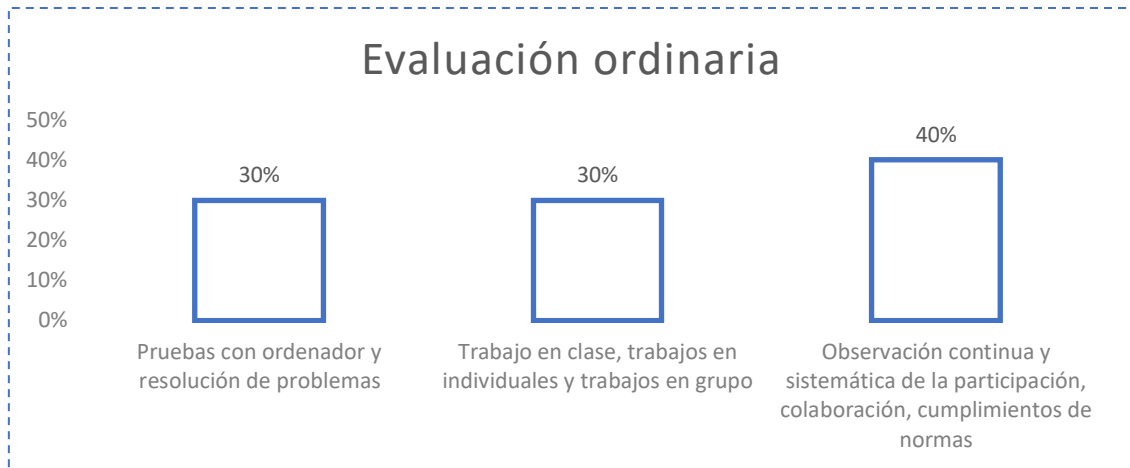 Evaluación ordinaria
50%
40%
30%
20%
10%
0%
30%
30%
40%
Pruebas con ordenador y
resolución de problemas
Trabajo en clase, trabajos en
individuales y trabajos en grupo
Observación continua y
sistemática de la participación,
colaboración, cumplimientos de
normas